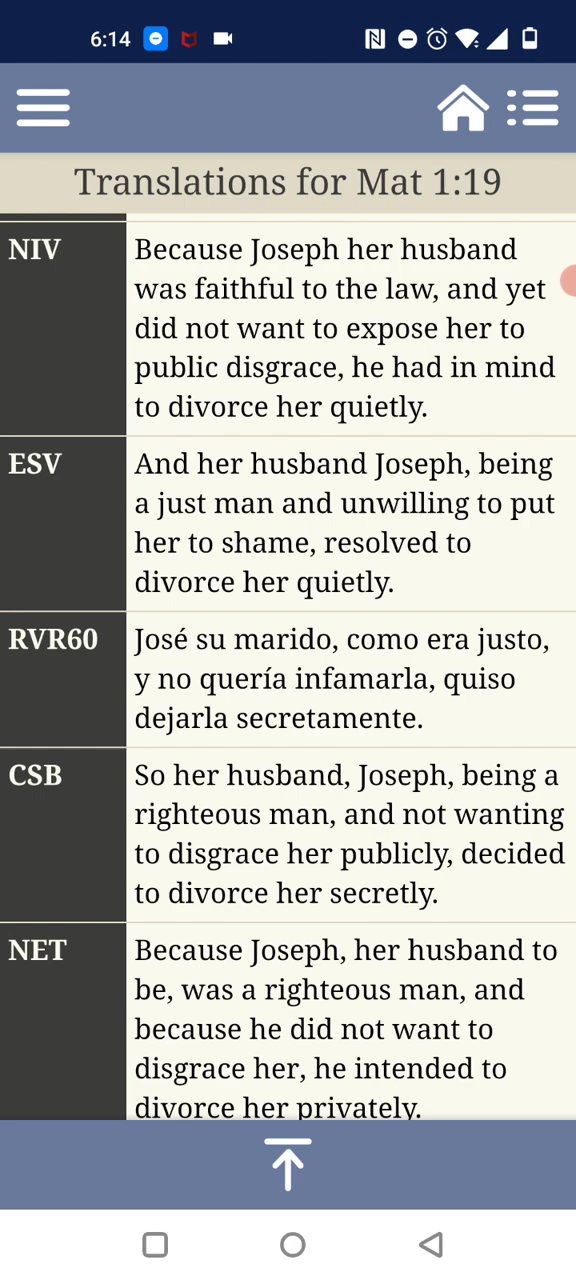 6:14
Translations for Mat 1:19
NIV
Because Joseph her husband
was faithful to the law, and yet
did not want to expose her to
public disgrace, he had in mind
to divorce her quietly.
ESV
And her husband Joseph, being
a just man and unwilling to put
her to shame, resolved to
divorce her quietly.
RVR60
José su marido, como era justo,
y no quería infamarla, quiso
dejarla secretamente.
CSB
So her husband, Joseph, being a
righteous man, and not wanting
to disgrace her publicly, decided
to divorce her secretly.
NET
Because Joseph, her husband to
be, was a righteous man, and
because he did not want to
disgrace her, he intended to
divorce her privately.